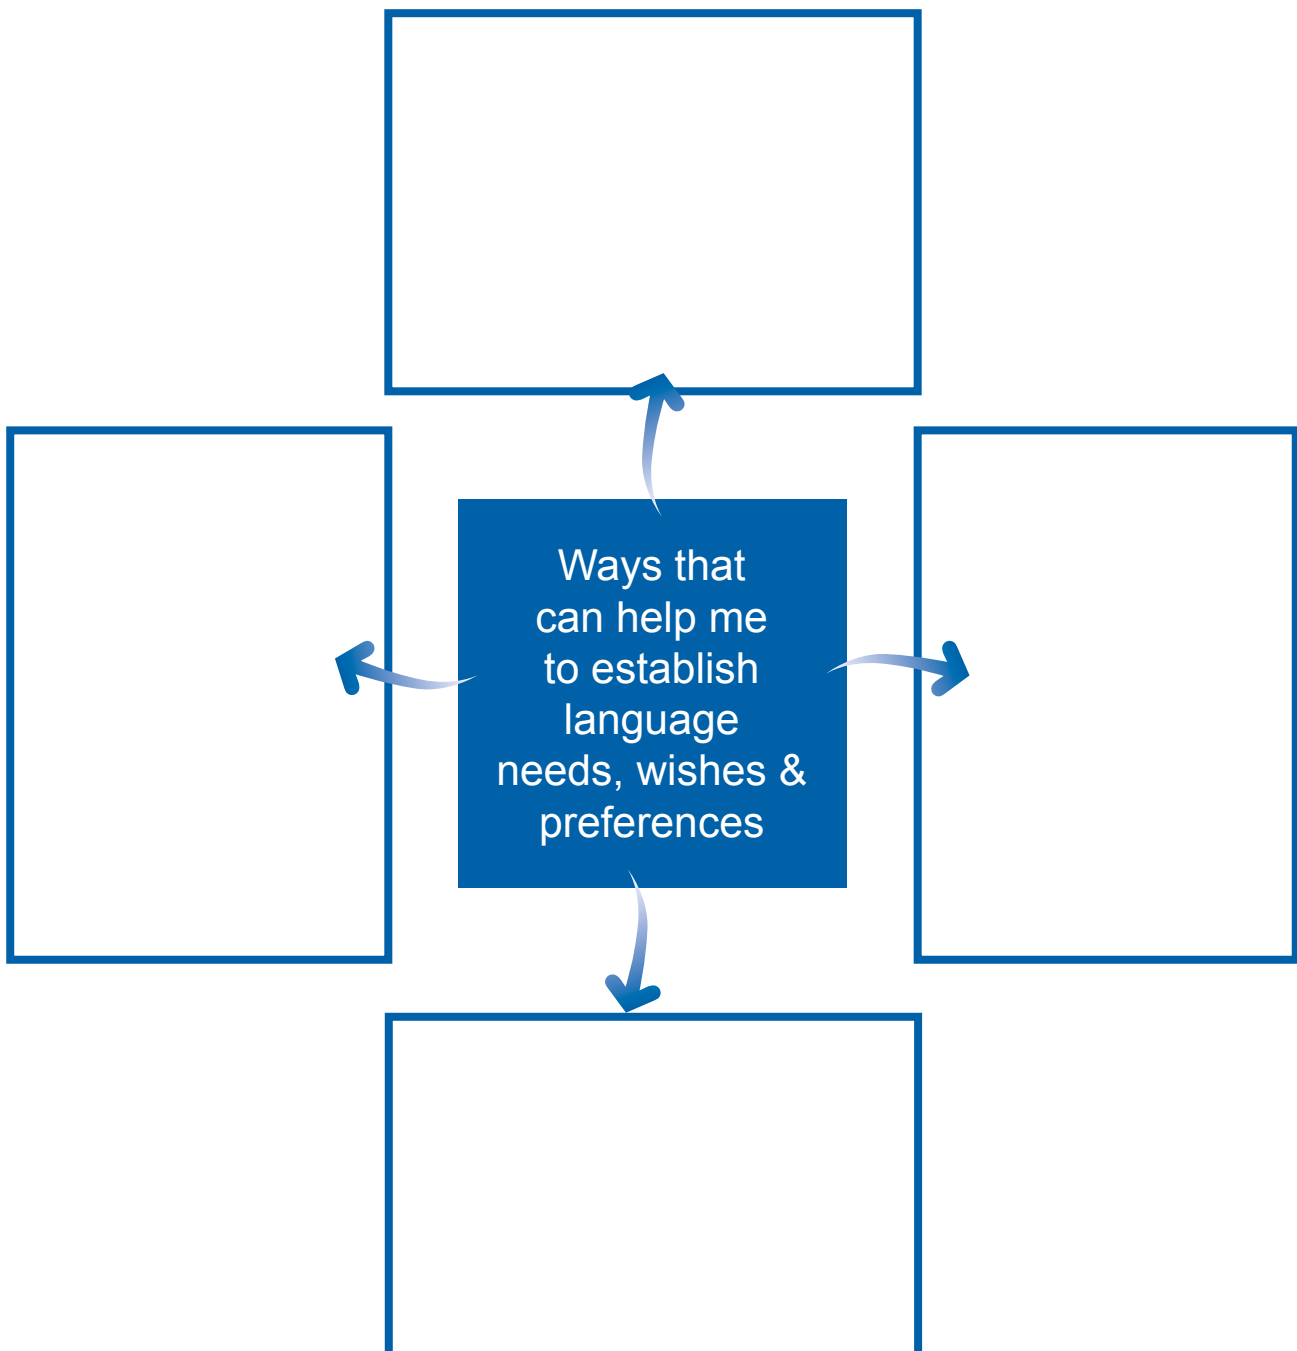 Ways that
can help me
to establish
language
needs, wishes &
preferences